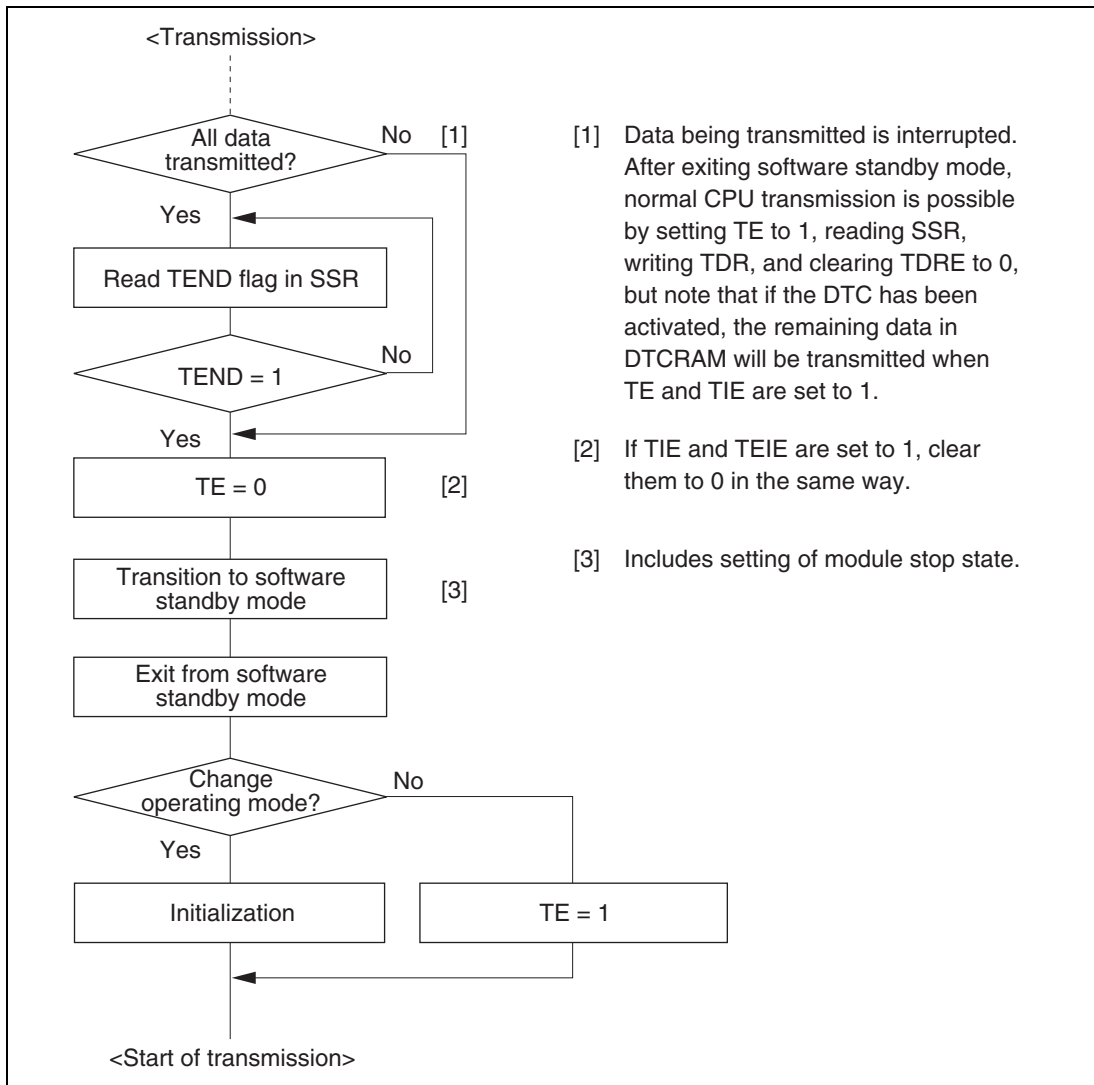 <Transmission>
All data
transmitted?
No
[1]
Yes
Read TEND flag in SSR
TEND = 1
No
Yes
TE = 0
[2]
Transition to software
standby mode
[3]
Exit from software
standby mode
Change
operating mode?
No
Yes
Initialization
TE = 1
<Start of transmission>
[1] Data being transmitted is interrupted.
After exiting software standby mode,
normal CPU transmission is possible
by setting TE to 1, reading SSR,
writing TDR, and clearing TDRE to 0,
but note that if the DTC has been
activated, the remaining data in
DTCRAM will be transmitted when
TE and TIE are set to 1.
[2] If TIE and TEIE are set to 1, clear
them to 0 in the same way.
[3] Includes setting of module stop state.